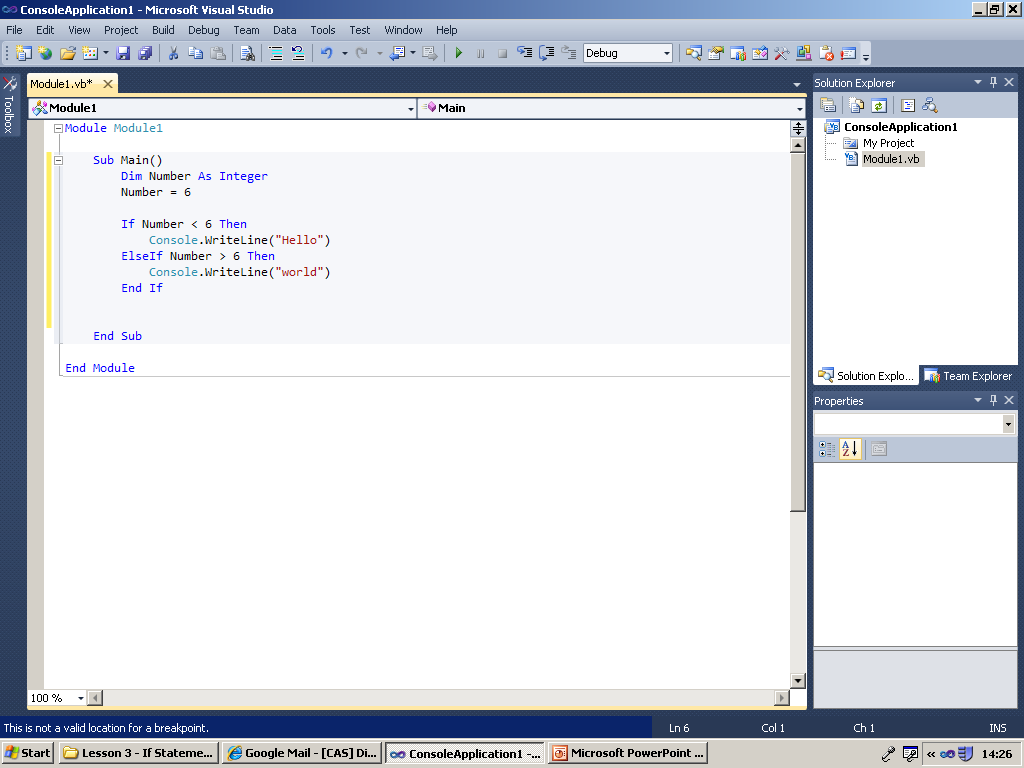 ConsoleApplication1 - Microsoft Visual Studio
File Edit View Project Build Debug Team Data Tools Test Window Help
Debug
Toolbox
Module1.vb*
Module1
Main
Module Module1
Sub Main()
Dim Number As Integer
Number = 6
If Number < 6 Then
Console.WriteLine("Hello")
ElseIf Number > 6 Then
Console.WriteLine("world")
End If
End Sub
End Module
100 %
Solution Explorer
ConsoleApplication1
My Project
Module1.vb
Solution Explo...
Team Explorer
Properties
This is not a valid location for a breakpoint.
Ln 6 Col 1 Ch 1 INS
Start
Lesson 3 - If Stateme...
Google Mail - [CAS] Di...
ConsoleApplication1 -...
Microsoft PowerPoint ...
14:26